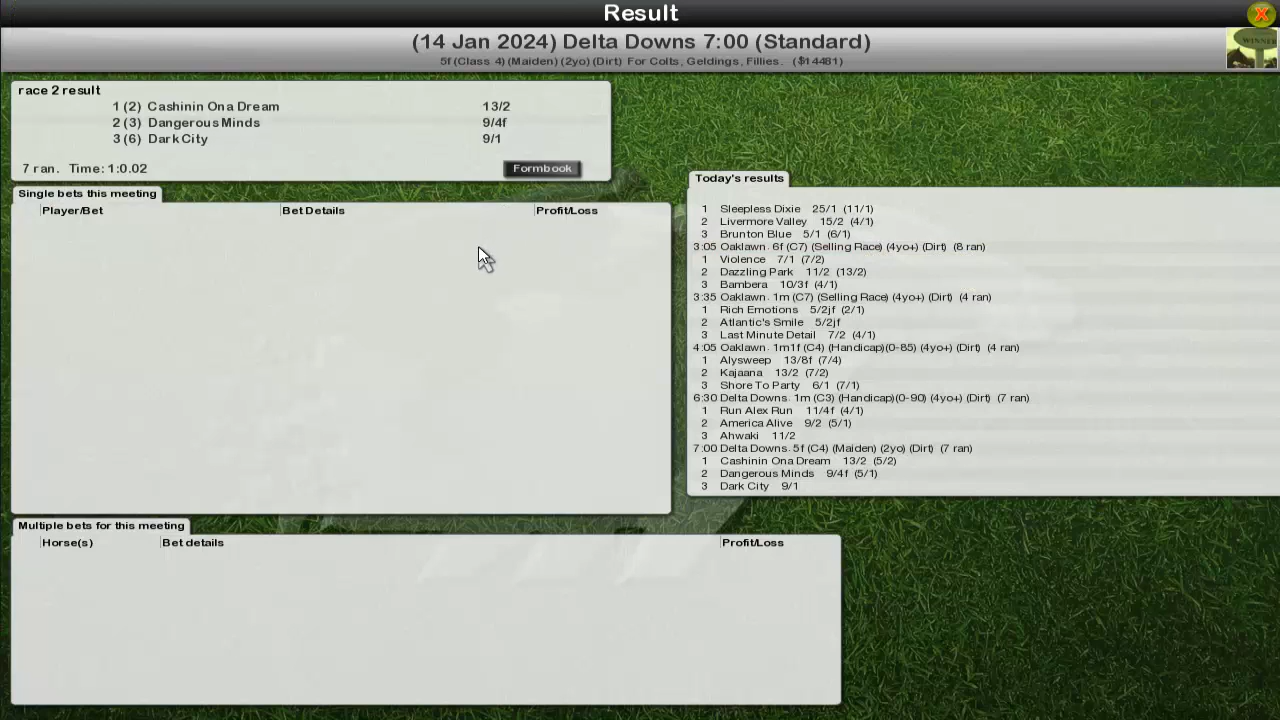 Result
(14 Jan 2024) Delta Downs 7:00 (Standard)
5f (Class 4) (Maiden) (2yo) (Dirt) For Colts, Geldings, Fillies. ($14481)
WINNER
race 2 result
1 (2) Cashinin Ona Dream 13/2
2 (3) Dangerous Minds 9/4f
3 (6) Dark City 9/1
7 ran. Time: 1:0.02
Formbook
Single bets this meeting
Player/Bet Bet Details Profit/Loss
Today's results
1 Sleepless Dixie 25/1 (11/1)
2 Livermore Valley 15/2 (4/1)
3 Brunton Blue 5/1 (6/1)
3:05 Oaklawn. 6f (C7) (Selling Race) (4yo+) (Dirt) (8 ran)
1 Violence 7/1 (7/2)
2 Dazzling Park 11/2 (13/2)
3 Bambera 10/3f (4/1)
3:35 Oaklawn. 1m (C7) (Selling Race) (4yo+) (Dirt) (4 ran)
1 Rich Emotions 5/2jf (2/1)
2 Atlantic's Smile 5/2jf
3 Last Minute Detail 7/2 (4/1)
4:05 Oaklawn. 1m1f (C4) (Handicap)(0-85) (4yo+) (Dirt) (4 ran)
1 Alysweep 13/8f (7/4)
2 Kajaana 13/2 (7/2)
3 Shore To Party 6/1 (7/1)
6:30 Delta Downs. 1m (C3) (Handicap)(0-90) (4yo+) (Dirt) (7 ran)
1 Run Alex Run 11/4f (4/1)
2 America Alive 9/2 (5/1)
3 Ahwaki 11/2
7:00 Delta Downs. 5f (C4) (Maiden) (2yo) (Dirt) (7 ran)
1 Cashinin Ona Dream 13/2 (5/2)
2 Dangerous Minds 9/4f (5/1)
3 Dark City 9/1
Multiple bets for this meeting
Horse(s) Bet details Profit/Loss